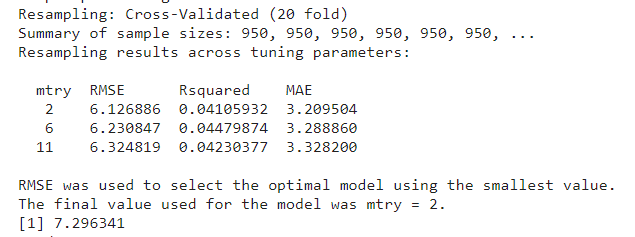 Resampling: Cross-Validated (20 fold)
Summary of sample sizes: 950, 950, 950, 950, 950, 950, ...
Resampling results across tuning parameters:
mtry RMSE Rsquared MAE
2 6.126886 0.04105932 3.209504
6 6.230847 0.04479874 3.288860
11 6.324819 0.04230377 3.328200
RMSE was used to select the optimal model using the smallest value.
The final value used for the model was mtry = 2.
[1] 7.296341